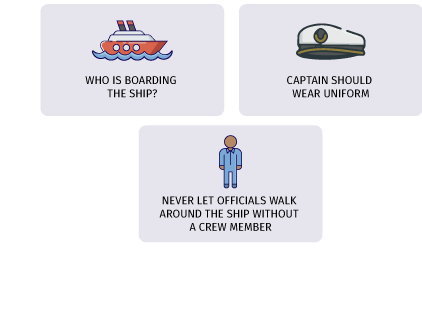 WHO IS BOARDING
THE SHIP?
CAPTAIN SHOULD
WEAR UNIFORM
NEVER LET OFFICIALS WALK
AROUND THE SHIP WITHOUT
A CREW MEMBER